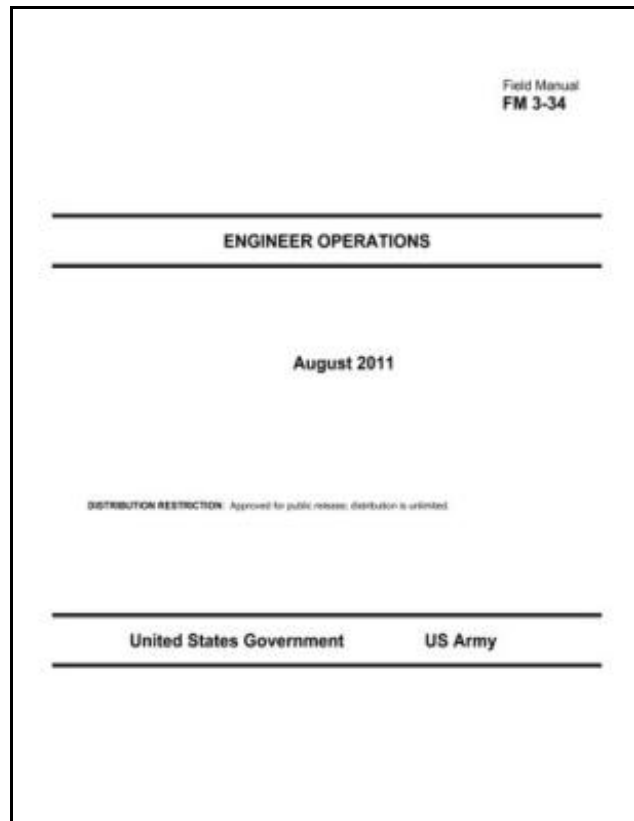 Field Manual
FM 3-34
ENGINEER OPERATIONS
August 2011
DISTRIBUTION RESTRICTION: Approved for public release; distribution is unlimited.
United States Government US Army